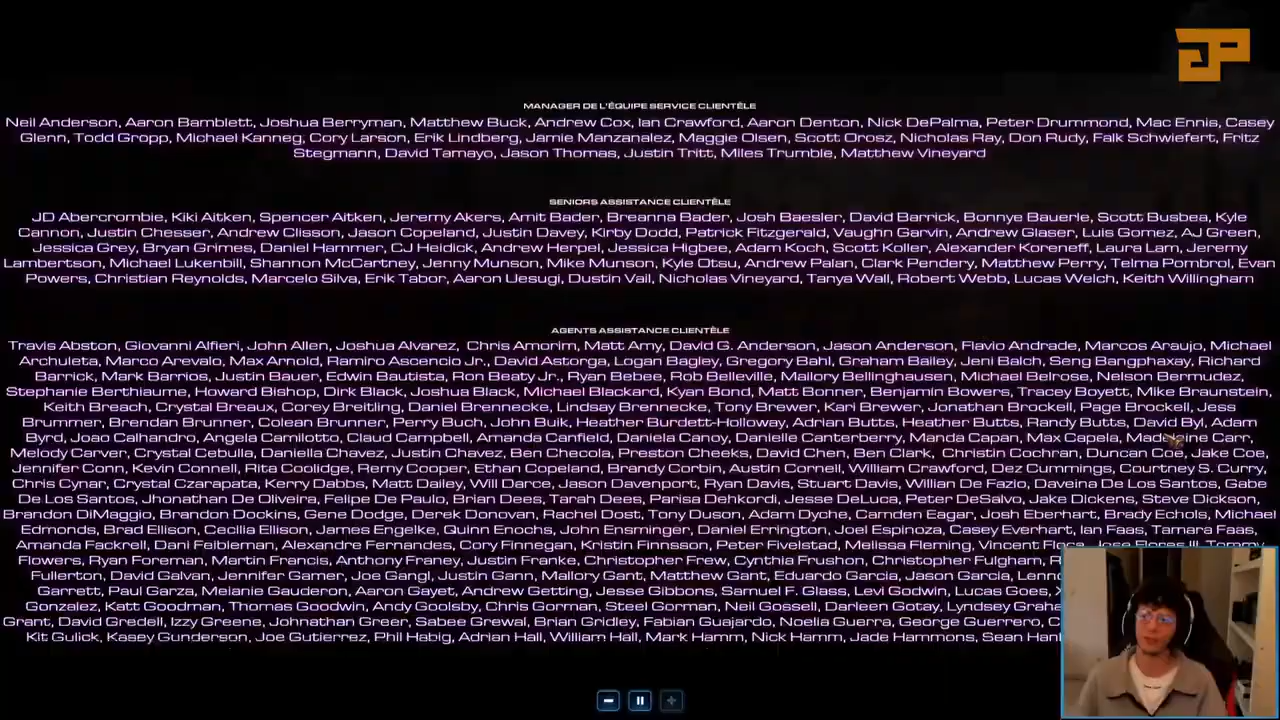 JP
MANAGER DE L'ÉQUIPE SERVICE CLIENTÈLE
Neil Anderson, Aaron Bamblett, Joshua Berryman, Matthew Buck, Andrew Cox, Ian Crawford, Aaron Denton, Nick DePalma, Peter Drummond, Mac Ennis, Casey
Glenn, Todd Gropp, Michael Kanneg, Cory Larson, Erik Lindberg, Jamie Manzanalez, Maggie Olsen, Scott Orosz, Nicholas Ray, Don Rudy, Falk Schwiefert, Fritz
Stegmann, David Tamayo, Jason Thomas, Justin Tritt, Miles Trumble, Matthew Vineyard
SENIORS ASSISTANCE CLIENTÈLE
JD Abercrombie, Kiki Aitken, Spencer Aitken, Jeremy Akers, Amit Bader, Breanna Bader, Josh Baesler, David Barrick, Bonnye Bauerle, Scott Busbea, Kyle
Cannon, Justin Chesser, Andrew Clisson, Jason Copeland, Justin Davey, Kirby Dodd, Patrick Fitzgerald, Vaughn Garvin, Andrew Glaser, Luis Gomez, AJ Green,
Jessica Grey, Bryan Grimes, Daniel Hammer, CJ Heidick, Andrew Herpel, Jessica Higbee, Adam Koch, Scott Koller, Alexander Koreneff, Laura Lam, Jeremy
Lambertson, Michael Lukenbill, Shannon McCartney, Jenny Munson, Mike Munson, Kyle Otsu, Andrew Palan, Clark Pendery, Matthew Perry, Telma Pombrol, Evan
Powers, Christian Reynolds, Marcelo Silva, Erik Tabor, Aaron Uesugi, Dustin Vail, Nicholas Vineyard, Tanya Wall, Robert Webb, Lucas Welch, Keith Willingham
AGENTS ASSISTANCE CLIENTÈLE
Travis Abston, Giovanni Alfieri, John Allen, Joshua Alvarez, Chris Amorim, Matt Amy, David G. Anderson, Jason Anderson, Flavio Andrade, Marcos Araujo, Michael
Archuleta, Marco Arevalo, Max Arnold, Ramiro Ascencio Jr., David Astorga, Logan Bagley, Gregory Bahl, Graham Bailey, Jeni Balch, Seng Bangphaxay, Richard
Barrick, Mark Barrios, Justin Bauer, Edwin Bautista, Ron Beaty Jr., Ryan Bebee, Rob Belleville, Mallory Bellinghausen, Michael Belrose, Nelson Bermudez,
Stephanie Berthiaume, Howard Bishop, Dirk Black, Joshua Black, Michael Blackard, Kyan Bond, Matt Bonner, Benjamin Bowers, Tracey Boyett, Mike Braunstein,
Keith Breach, Crystal Breaux, Corey Breitling, Daniel Brennecke, Lindsay Brennecke, Tony Brewer, Kari Brewer, Jonathan Brockell, Page Brockell, Jess
Brummer, Brendan Brunner, Colean Brunner, Perry Buch, John Buik, Heather Burdett-Holloway, Adrian Butts, Heather Butts, Randy Butts, David Byl, Adam
Byrd, Joao Calhandro, Angela Camilotto, Claud Campbell, Amanda Canfield, Daniela Canoy, Danielle Canterberry, Manda Capan, Max Capela, Carr,
Melody Carver, Crystal Cebulla, Daniella Chavez, Justin Chavez, Ben Checola, Preston Cheeks, David Chen, Ben Clark, Christin Cochran, Duncan Coe, Jake Coe,
Jennifer Conn, Kevin Connell, Rita Coolidge, Remy Cooper, Ethan Copeland, Brandy Corbin, Austin Cornell, William Crawford, Dez Cummings, Courtney S. Curry,
Chris Cynar, Crystal Czarapata, Kerry Dabbs, Matt Dailey, Will Darce, Jason Davenport, Ryan Davis, Stuart Davis, Willian De Fazio, Daveina De Los Santos, Gabe
De Los Santos, Jhonatan De Oliveira, Felipe De Paulo, Brian Dees, Tarah Dees, Parisa Dehkordi, Jesse DeLuca, Peter DeSalvo, Jake Dickens, Steve Dickson,
Brandon DiMaggio, Brandon Dockins, Gene Dodge, Derek Donovan, Rachel Dost, Tony Duson, Adam Dyche, Camden Eagar, Josh Eberhart, Brady Echols, Michael
Edmonds, Brad Ellison, Cecilia Ellison, James Engelke, Quinn Enochs, John Ensminger, Daniel Errington, Joel Espinoza, Casey Everhart, Ian Faas, Tamara Faas,
Amanda Fackrell, Dani Feibleman, Alexandre Fernandes, Cory Finnegan, Kristin Finnsson, Peter Fivelstad, Melissa Fleming, Vincent
Flowers, Ryan Foreman, Martin Francis, Anthony Franey, Justin Franke, Christopher Frew, Cynthia Frushon, Christopher Fulgham,
Fullerton, David Galvan, Jennifer Gamer, Joe Gangl, Justin Gann, Mallory Gant, Matthew Gant, Eduardo Garcia, Jason Garcia,
Garrett, Paul Garza, Melanie Gauderon, Aaron Gayet, Andrew Getting, Jesse Gibbons, Samuel F. Glass, Levi Godwin, Lucas Goes,
Gonzalez, Katt Goodman, Thomas Goodwin, Andy Goolsby, Chris Gorman, Steel Gorman, Neil Gossell, Darleen Gotay, Lyndsey
Grant, David Gredell, Izzy Greene, Johnathan Greer, Sabee Grewal, Brian Gridley, Fabian Guajardo, Noelia Guerra, George Guerrero,
Kit Gulick, Kasey Gunderson, Joe Gutierrez, Phil Habig, Adrian Hall, William Hall, Mark Hamm, Nick Hamm, Jade Hammons, Sean